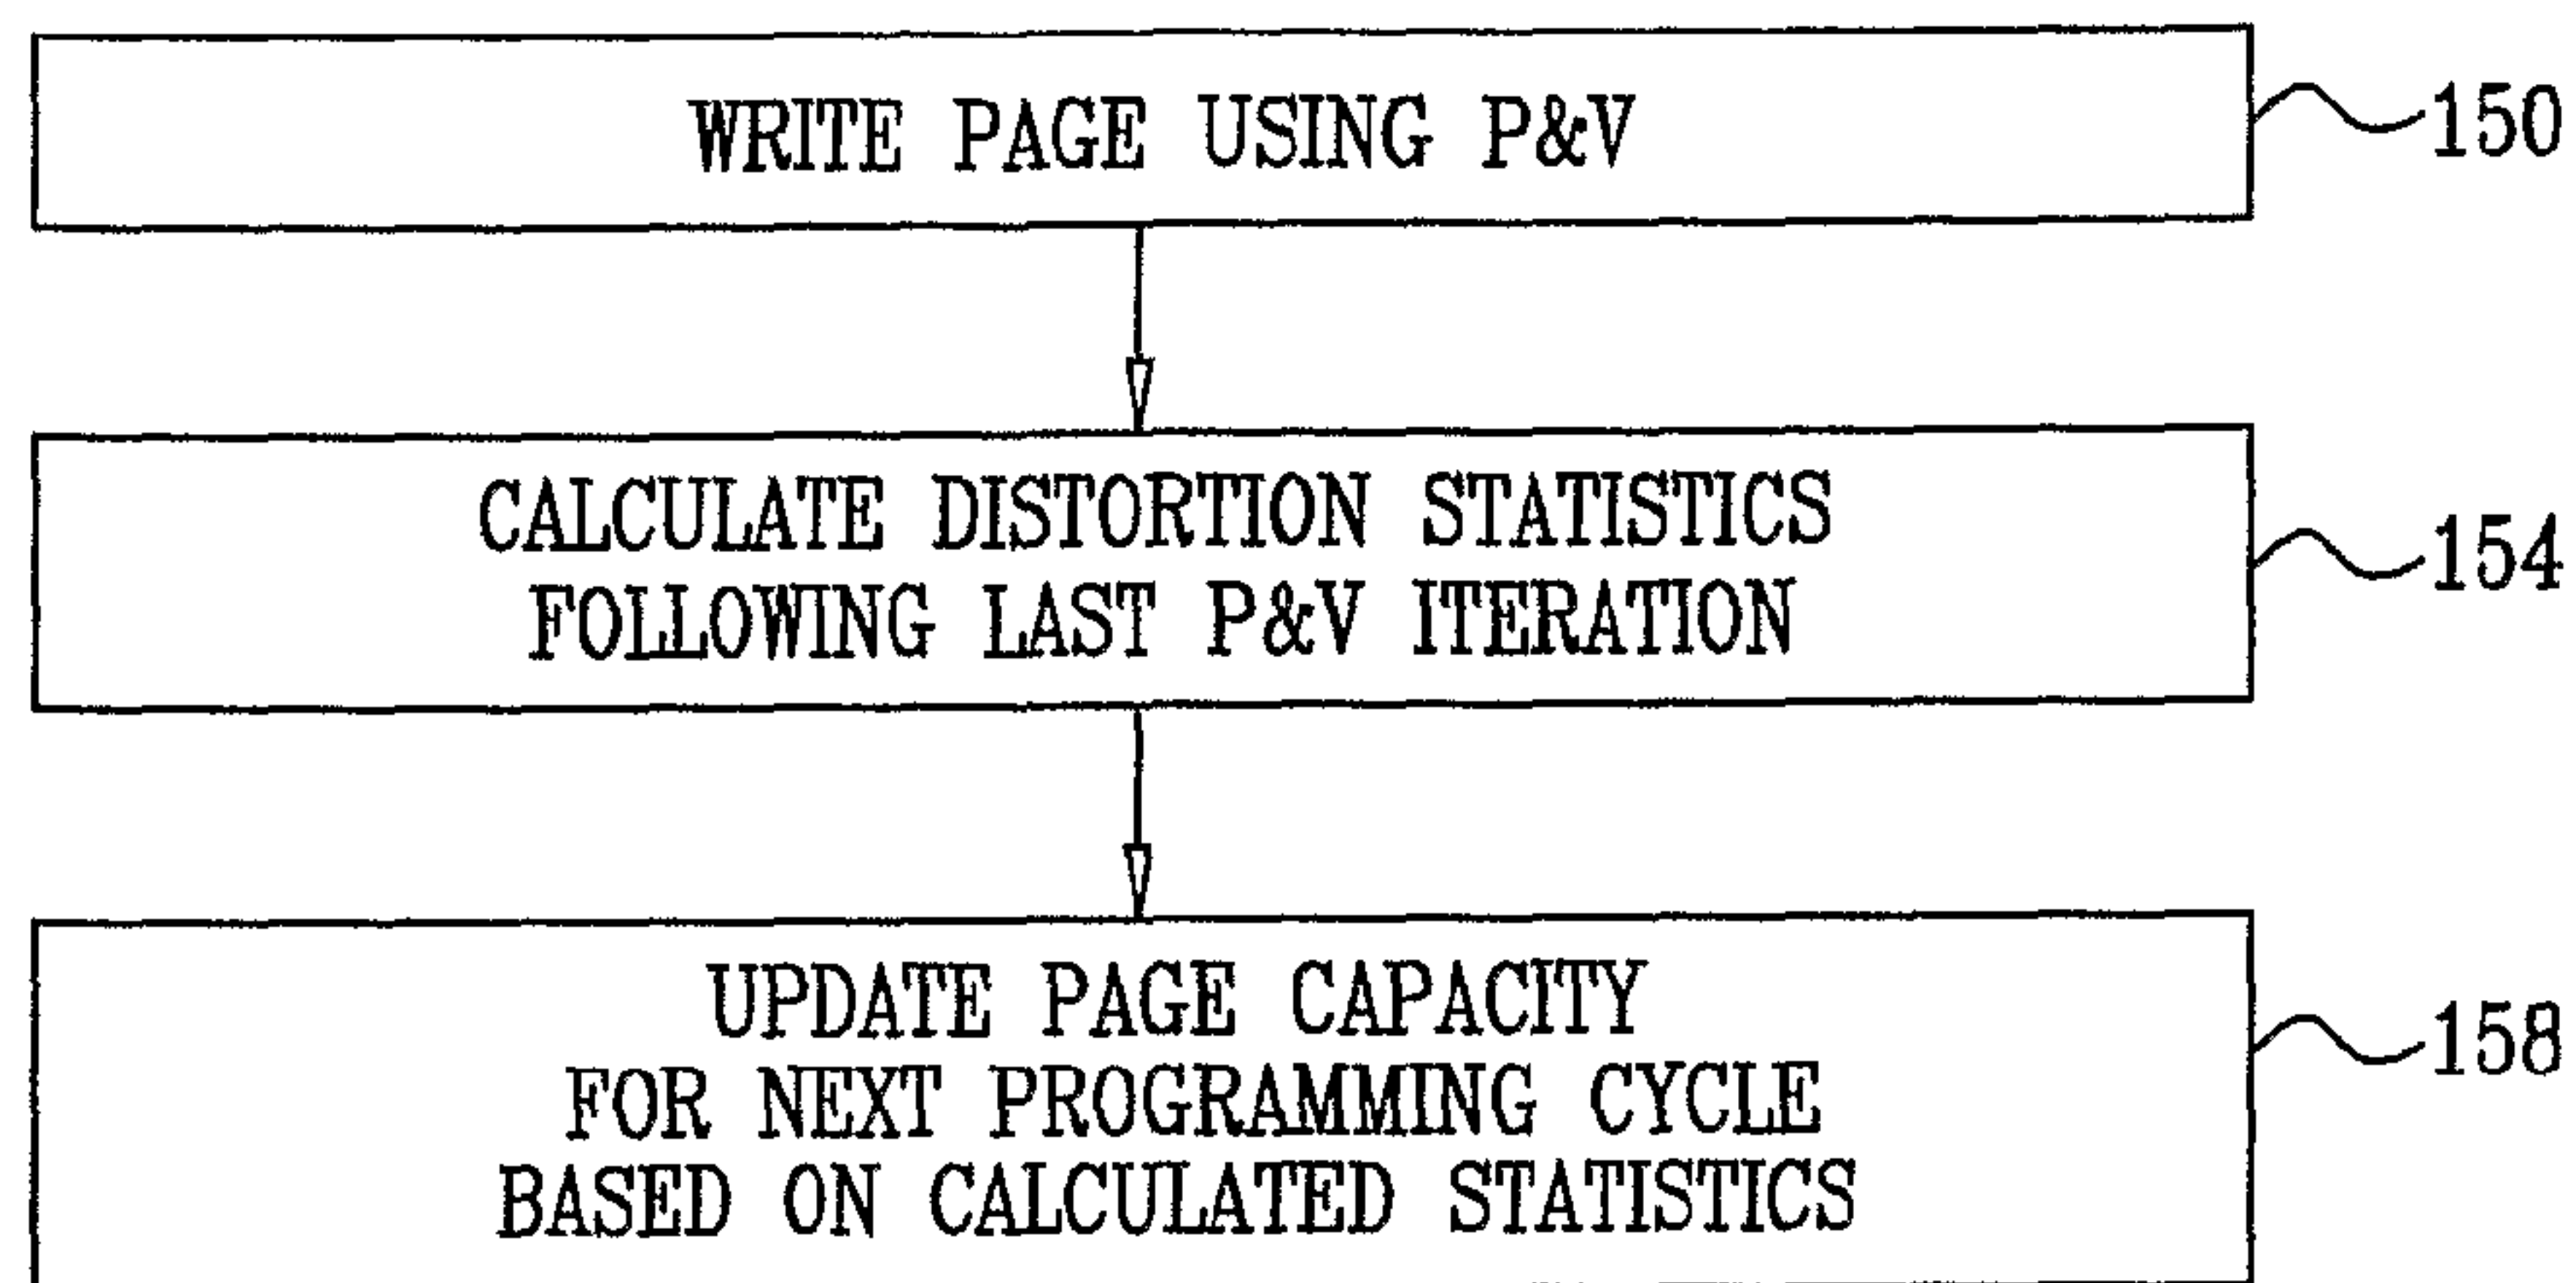 WRITE PAGE USING P&V
150
CALCULATE DISTORTION STATISTICS
FOLLOWING LAST P&V ITERATION
154
UPDATE PAGE CAPACITY
FOR NEXT PROGRAMMING CYCLE
BASED ON CALCULATED STATISTICS
158